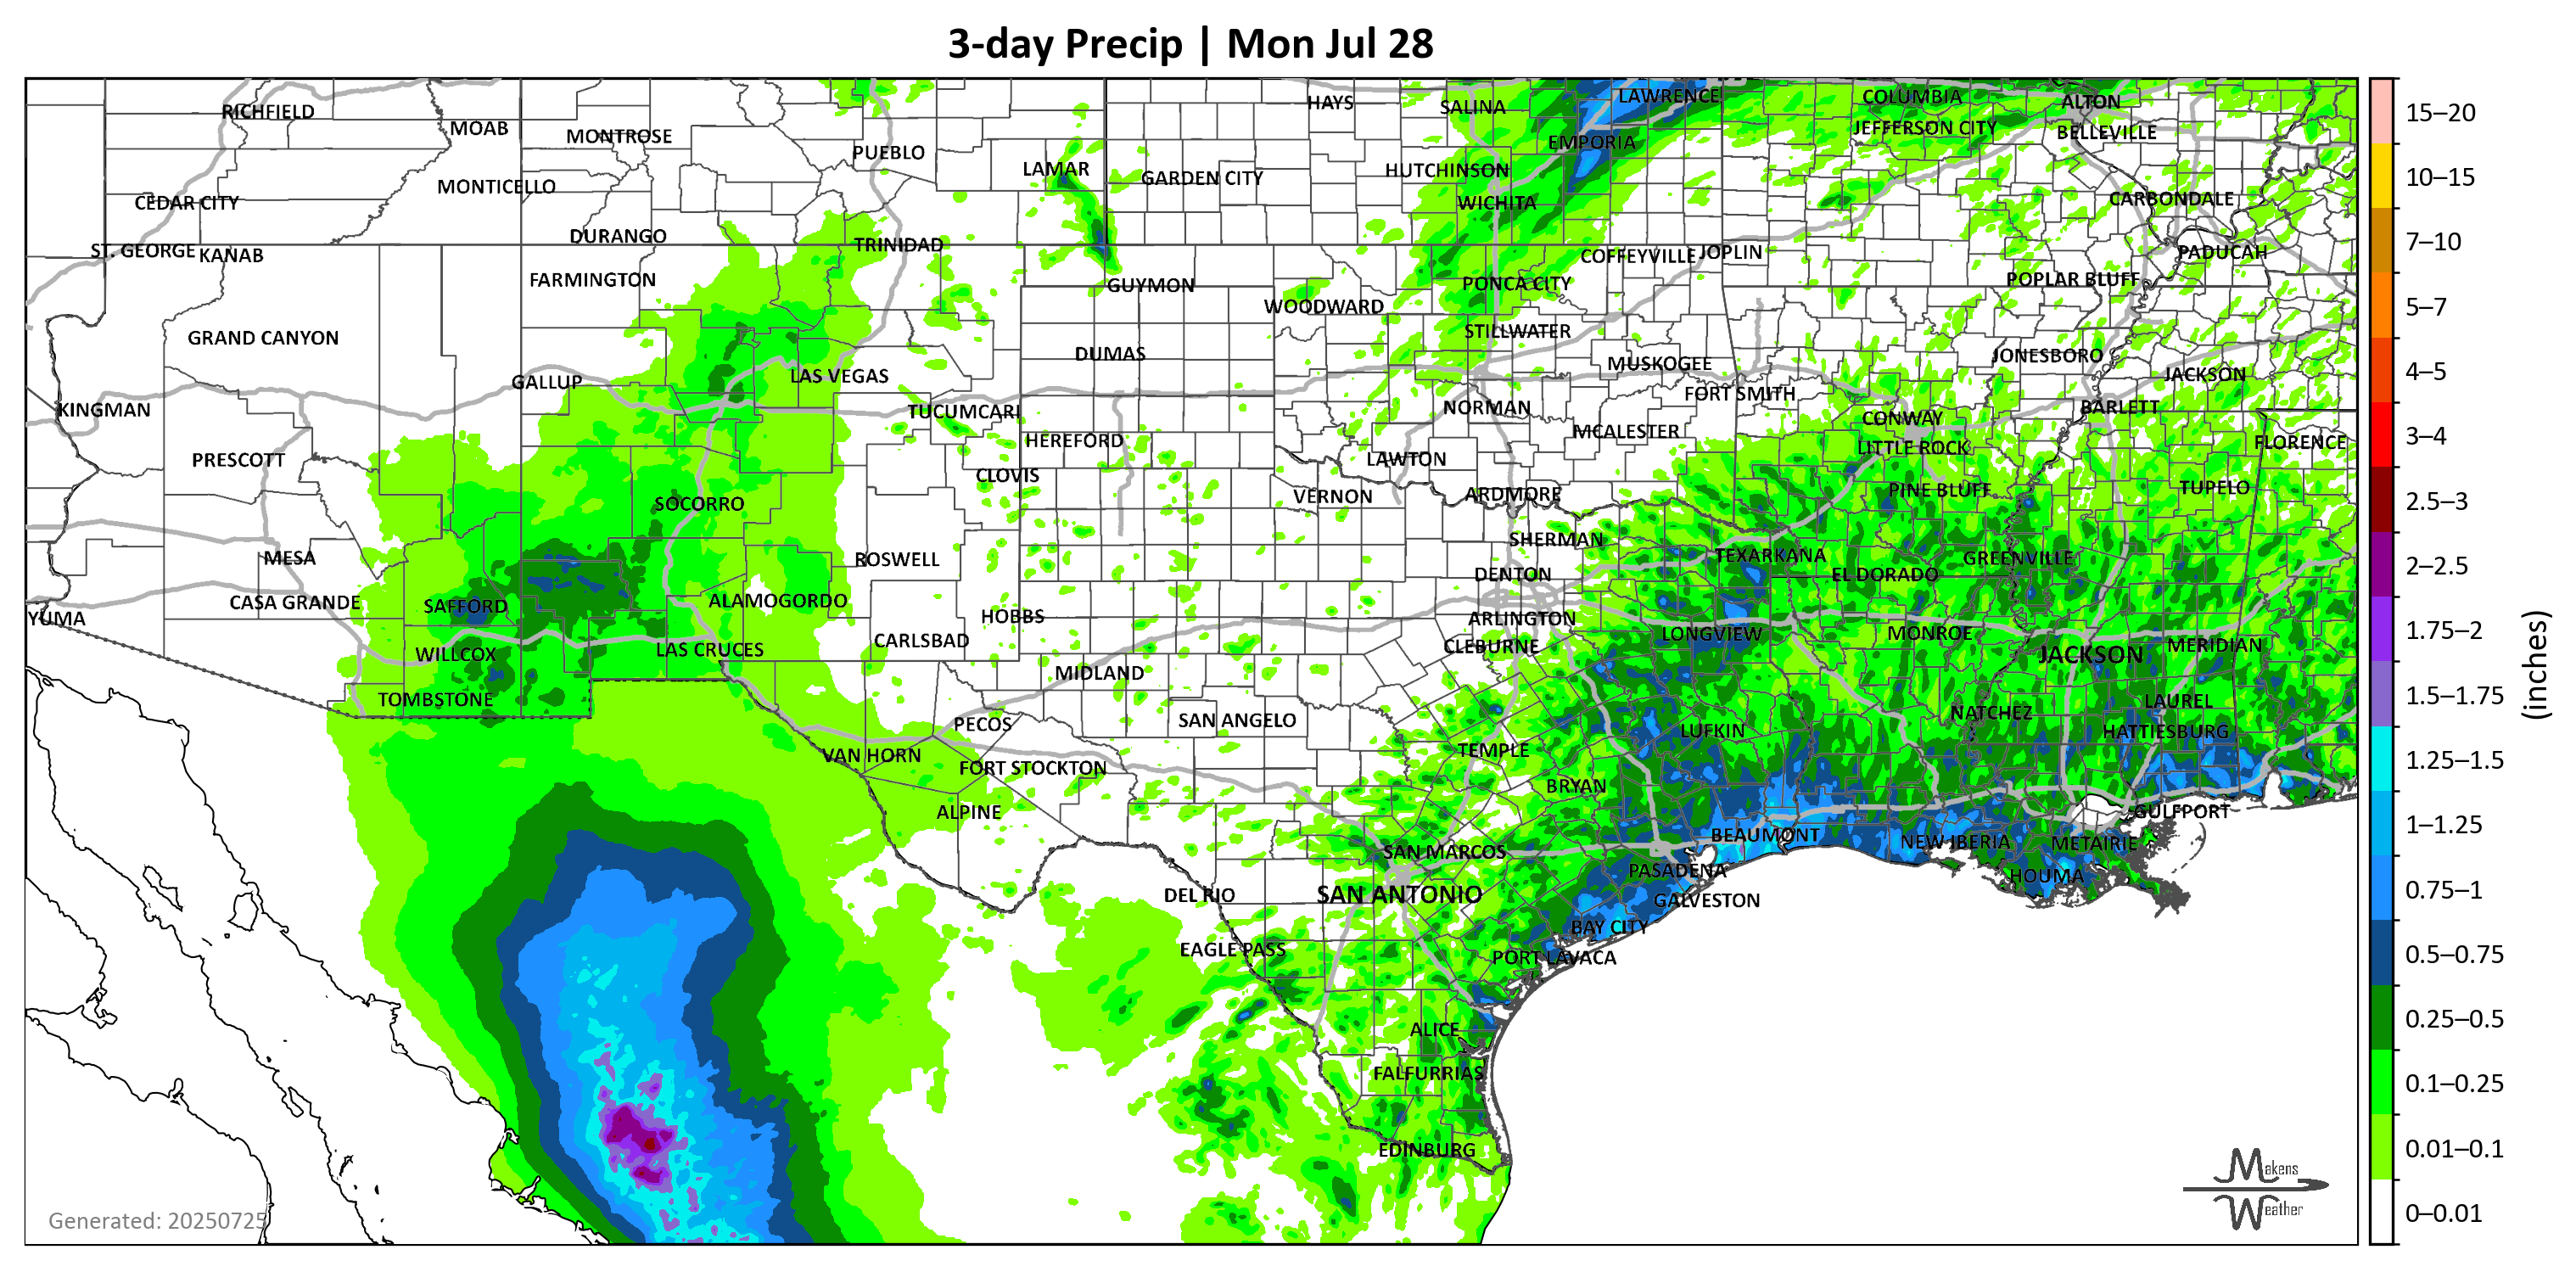 3-day Precip | Mon Jul 28
RICHFIELD
MOAB
MONTROSE
PUEBLO
LAMAR
GARDEN CITY
HAYS
SALINA
LAWRENCE
COLUMBIA
ALTON
EMPORIA
JEFFERSON CITY
BELLEVILLE
HUTCHINSON
MONTICELLO
CEDAR CITY
WICHITA
CARBONDALE
DURANGO
TRINIDAD
ST. GEORGE
KANAB
COFFEYVILLE
JOPLIN
PADUCAH
FARMINGTON
GUYMON
PONCA CITY
POPLAR BLUFF
WOODWARD
GRAND CANYON
STILLWATER
DUMAS
JONESBORO
MUSKOGEE
GALLUP
LAS VEGAS
JACKSON
FORT SMITH
KINGMAN
TUCUMCARI
NORMAN
BARLETT
CONWAY
MCALESTER
HEREFORD
LITTLE ROCK
FLORENCE
PRESCOTT
LAWTON
CLOVIS
VERNON
ARDMORE
PINE BLUFF
TUPELO
SOCORRO
SHERMAN
MESA
ROSWELL
TEXARKANA
GREENVILLE
DENTON
EL DORADO
CASA GRANDE
SAFFORD
ALAMOGORDO
YUMA
HOBBS
ARLINGTON
CARLSBAD
LONGVIEW
MONROE
WILLCOX
LAS CRUCES
CLEBURNE
JACKSON
MERIDIAN
MIDLAND
TOMBSTONE
LAUREL
PECOS
SAN ANGELO
NATCHEZ
LUFKIN
HATTIESBURG
VAN HORN
TEMPLE
FORT STOCKTON
BRYAN
ALPINE
GULFPORT
BEAUMONT
NEW IBERIA
METAIRIE
SAN MARCOS
PASADENA
HOUMA
DEL RIO
SAN ANTONIO
GALVESTON
BAY CITY
EAGLE PASS
PORT LAVACA
ALICE
FALFURRIAS
EDINBURG
Generated: 20250725
Makens
Weather
15–20
10–15
7–10
5–7
4–5
3–4
2.5–3
2–2.5
1.75–2
1.5–1.75
1.25–1.5
1–1.25
0.75–1
0.5–0.75
0.25–0.5
0.1–0.25
0.01–0.1
0–0.01
(inches)